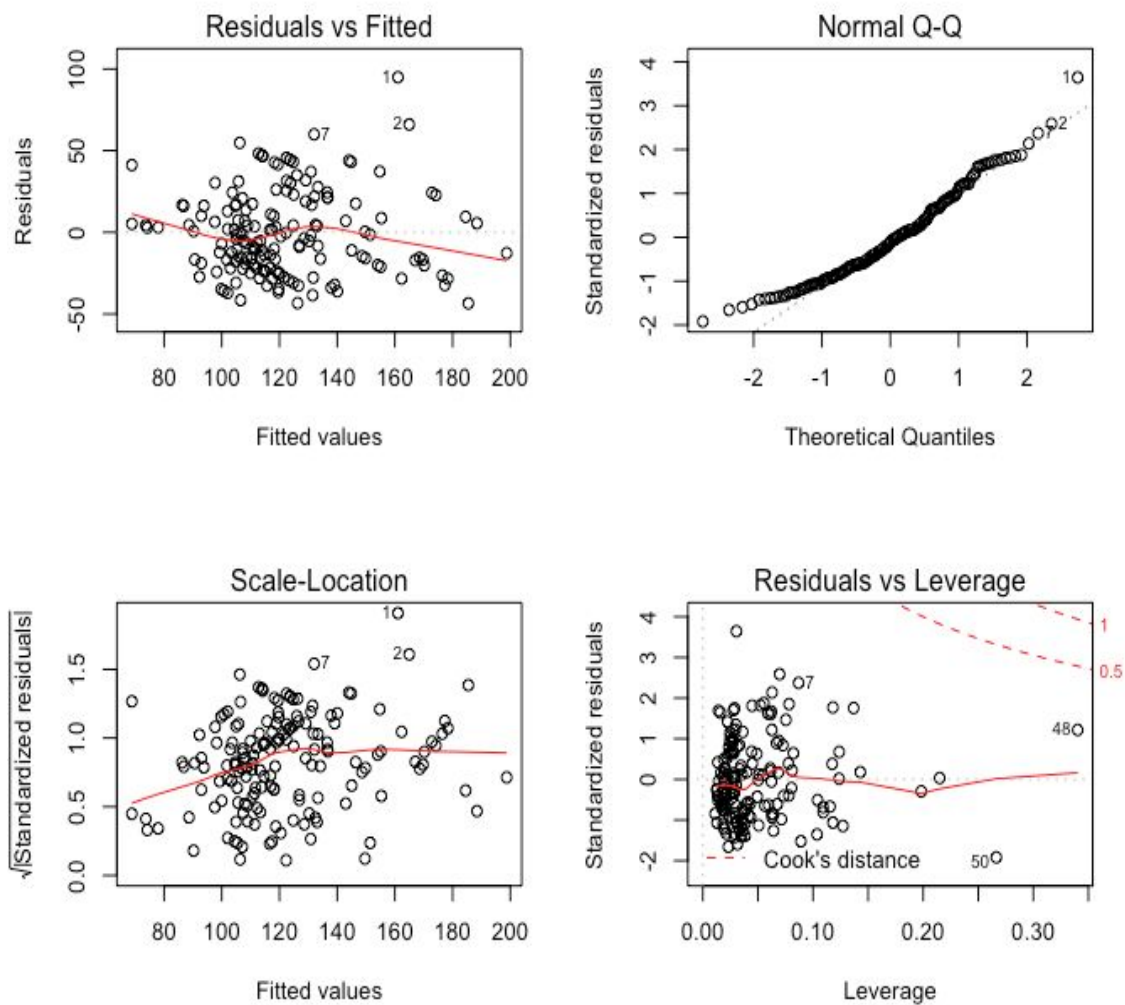 Residuals vs Fitted
Residuals
100
50
0
-50
1
2
7
80 100 120 140 160 180 200
Fitted values
Normal Q-Q
Standardized residuals
4
3
2
1
0
-1
-2
1
2
7
-2 -1 0 1 2
Theoretical Quantiles
Scale-Location
√|Standardized residuals|
1.5
1.0
0.5
0.0
1
2
7
80 100 120 140 160 180 200
Fitted values
Residuals vs Leverage
Standardized residuals
4
3
2
1
0
-2
7
48
50
1
0.5
Cook's distance
0.00 0.10 0.20 0.30
Leverage